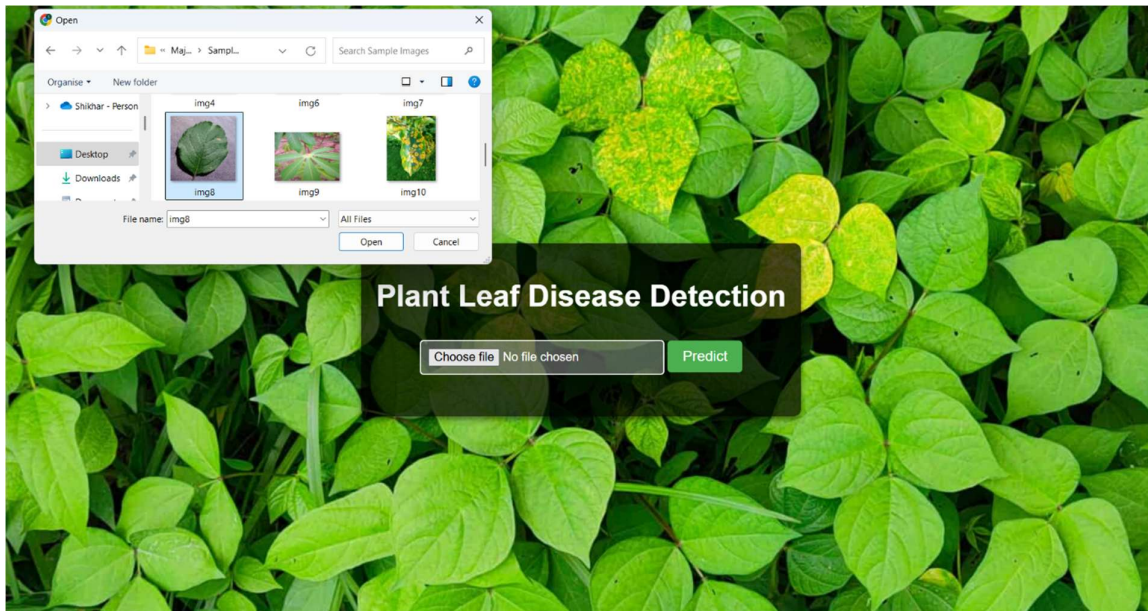 Open
« Maj... › Sampl...
Search Sample Images
Organise
New folder
Shikhar - Person
img4
img6
img7
Desktop
Downloads
img8
img9
img10
File name: img8
All Files
Open
Cancel
Plant Leaf Disease Detection
Choose file No file chosen
Predict